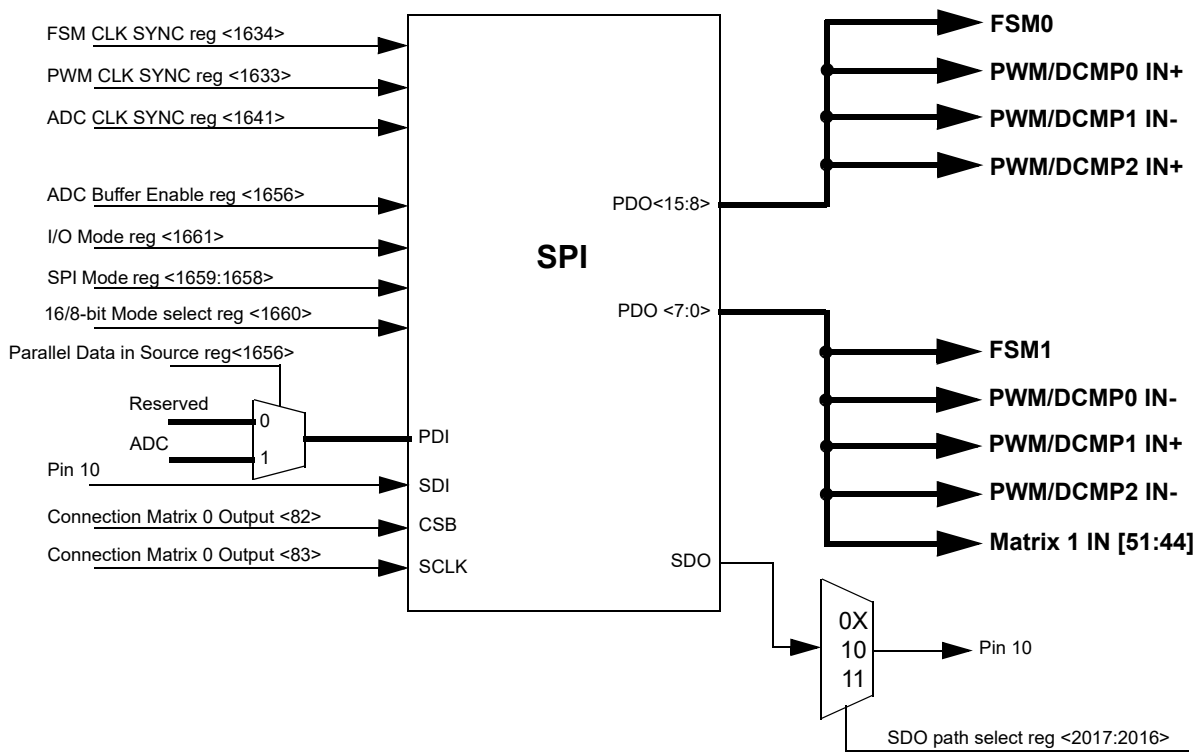 FSM CLK SYNC reg <1634>
PWM CLK SYNC reg <1633>
ADC CLK SYNC reg <1641>
ADC Buffer Enable reg <1656>
I/O Mode reg <1661>
SPI Mode reg <1659:1658>
16/8-bit Mode select reg <1660>
Parallel Data in Source reg<1656>
Reserved
0
ADC
1
Pin 10
Connection Matrix 0 Output <82>
Connection Matrix 0 Output <83>
PDI
SDI
CSB
SCLK
SPI
PDO<15:8>
PDO <7:0>
SDO
FSM0
PWM/DCMP0 IN+
PWM/DCMP1 IN-
PWM/DCMP2 IN+
FSM1
PWM/DCMP0 IN-
PWM/DCMP1 IN+
PWM/DCMP2 IN-
Matrix 1 IN [51:44]
0X
10
11
Pin 10
SDO path select reg <2017:2016>